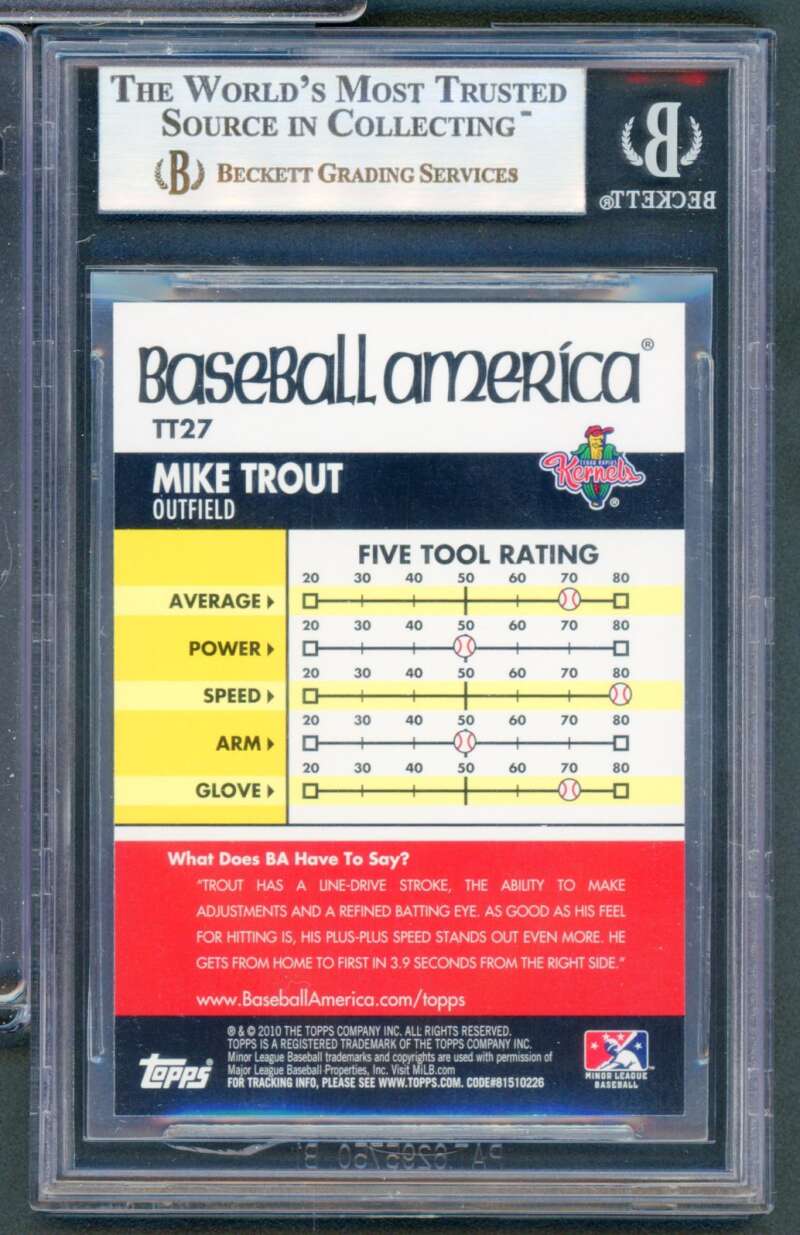 THE WORLD'S MOST TRUSTED
SOURCE IN COLLECTING™
B BECKETT GRADING SERVICES
B
BECKETT®
BaseBall america®
TT27
MIKE TROUT
OUTFIELD
CEDAR RAPIDS
Kernels
®
FIVE TOOL RATING
20 30 40 50 60 70 80
AVERAGE
20 30 40 50 60 70 80
POWER
20 30 40 50 60 70 80
SPEED
20 30 40 50 60 70 80
ARM
20 30 40 50 60 70 80
GLOVE
What Does BA Have To Say?
"TROUT HAS A LINE-DRIVE STROKE, THE ABILITY TO MAKE
ADJUSTMENTS AND A REFINED BATTING EYE. AS GOOD AS HIS FEEL
FOR HITTING IS, HIS PLUS-PLUS SPEED STANDS OUT EVEN MORE. HE
GETS FROM HOME TO FIRST IN 3.9 SECONDS FROM THE RIGHT SIDE."
www.BaseballAmerica.com/topps
® & © 2010 THE TOPPS COMPANY INC. ALL RIGHTS RESERVED.
TOPPS IS A REGISTERED TRADEMARK OF THE TOPPS COMPANY INC.
Minor League Baseball trademarks and copyrights are used with permission of
Major League Baseball Properties, Inc. Visit MiLB.com
FOR TRACKING INFO, PLEASE SEE WWW.TOPPS.COM. CODE#81510226
Topps®
MINOR LEAGUE
BASEBALL